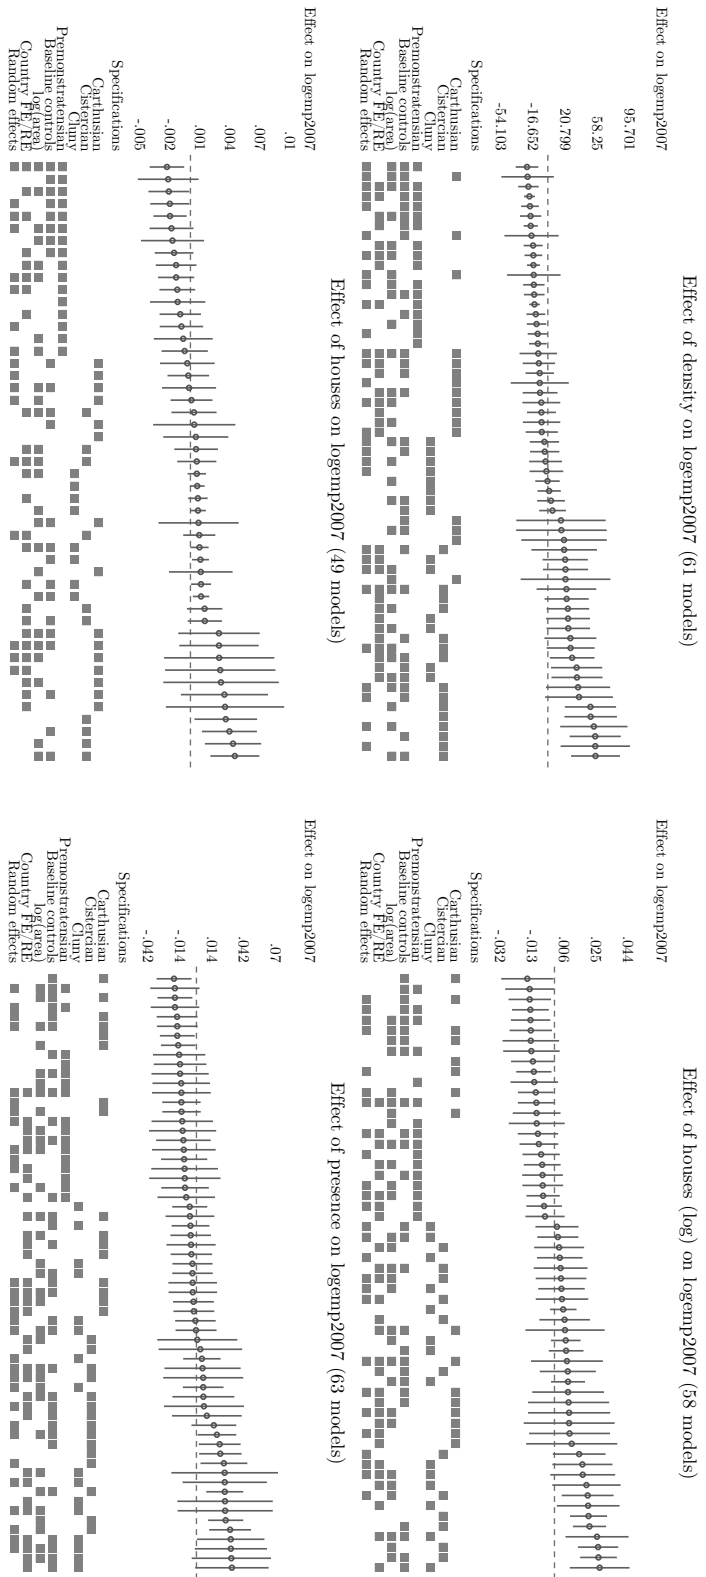 Effect of density on logemp2007 (61 models)
Effect on logemp2007
95.701
58.25
20.799
-16.652
-54.103
Specifications
Carthusian
Cistercian
Cluny
Premonstratensian
Baseline controls
log(area)
Country FE/RE
Random effects
Effect of houses (log) on logemp2007 (58 models)
Effect on logemp2007
.044
.025
.006
-.013
-.032
Specifications
Carthusian
Cistercian
Cluny
Premonstratensian
Baseline controls
log(area)
Country FE/RE
Random effects
Effect of houses on logemp2007 (49 models)
Effect on logemp2007
.01
.007
.004
.001
-.002
-.005
Specifications
Carthusian
Cistercian
Cluny
Premonstratensian
Baseline controls
log(area)
Country FE/RE
Random effects
Effect of presence on logemp2007 (63 models)
Effect on logemp2007
.07
.042
.014
-.014
-.042
Specifications
Carthusian
Cistercian
Cluny
Premonstratensian
Baseline controls
log(area)
Country FE/RE
Random effects